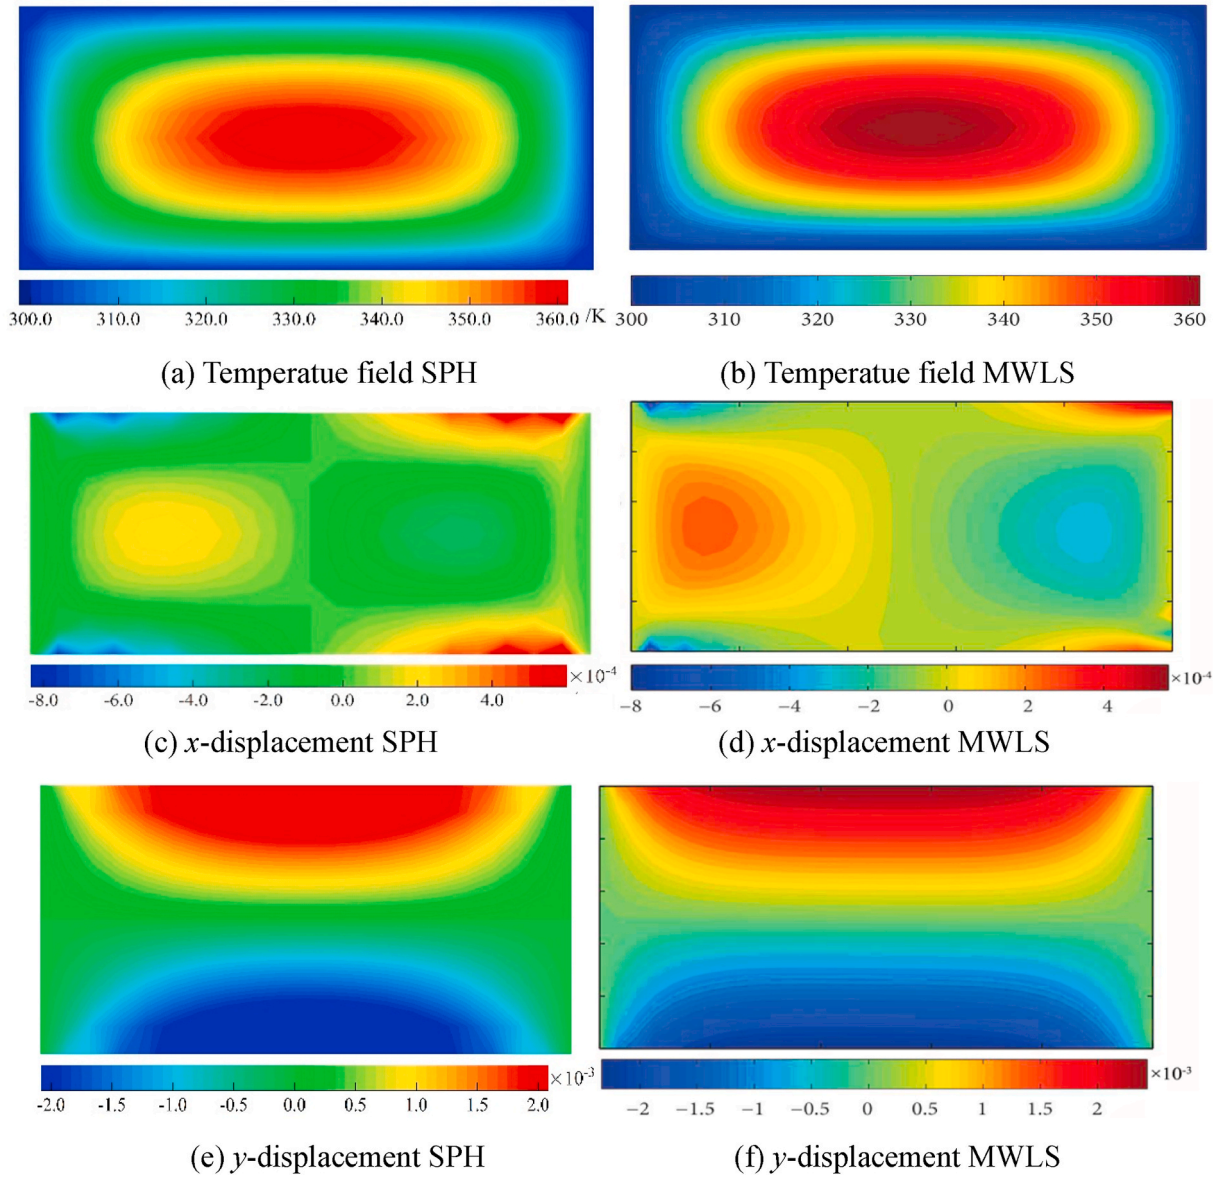 300.0 310.0 320.0 330.0 340.0 350.0 360.0 /K
300 310 320 330 340 350 360
(a) Temperatue field SPH
(b) Temperatue field MWLS
×10-4
-8.0 -6.0 -4.0 -2.0 0.0 2.0 4.0
×10-4
−8 −6 −4 −2 0 2 4
(c) x-displacement SPH
(d) x-displacement MWLS
×10-3
-2.0 -1.5 -1.0 -0.5 0.0 0.5 1.0 1.5 2.0
×10-3
−2 −1.5 −1 −0.5 0 0.5 1 1.5 2
(e) y-displacement SPH
(f) y-displacement MWLS